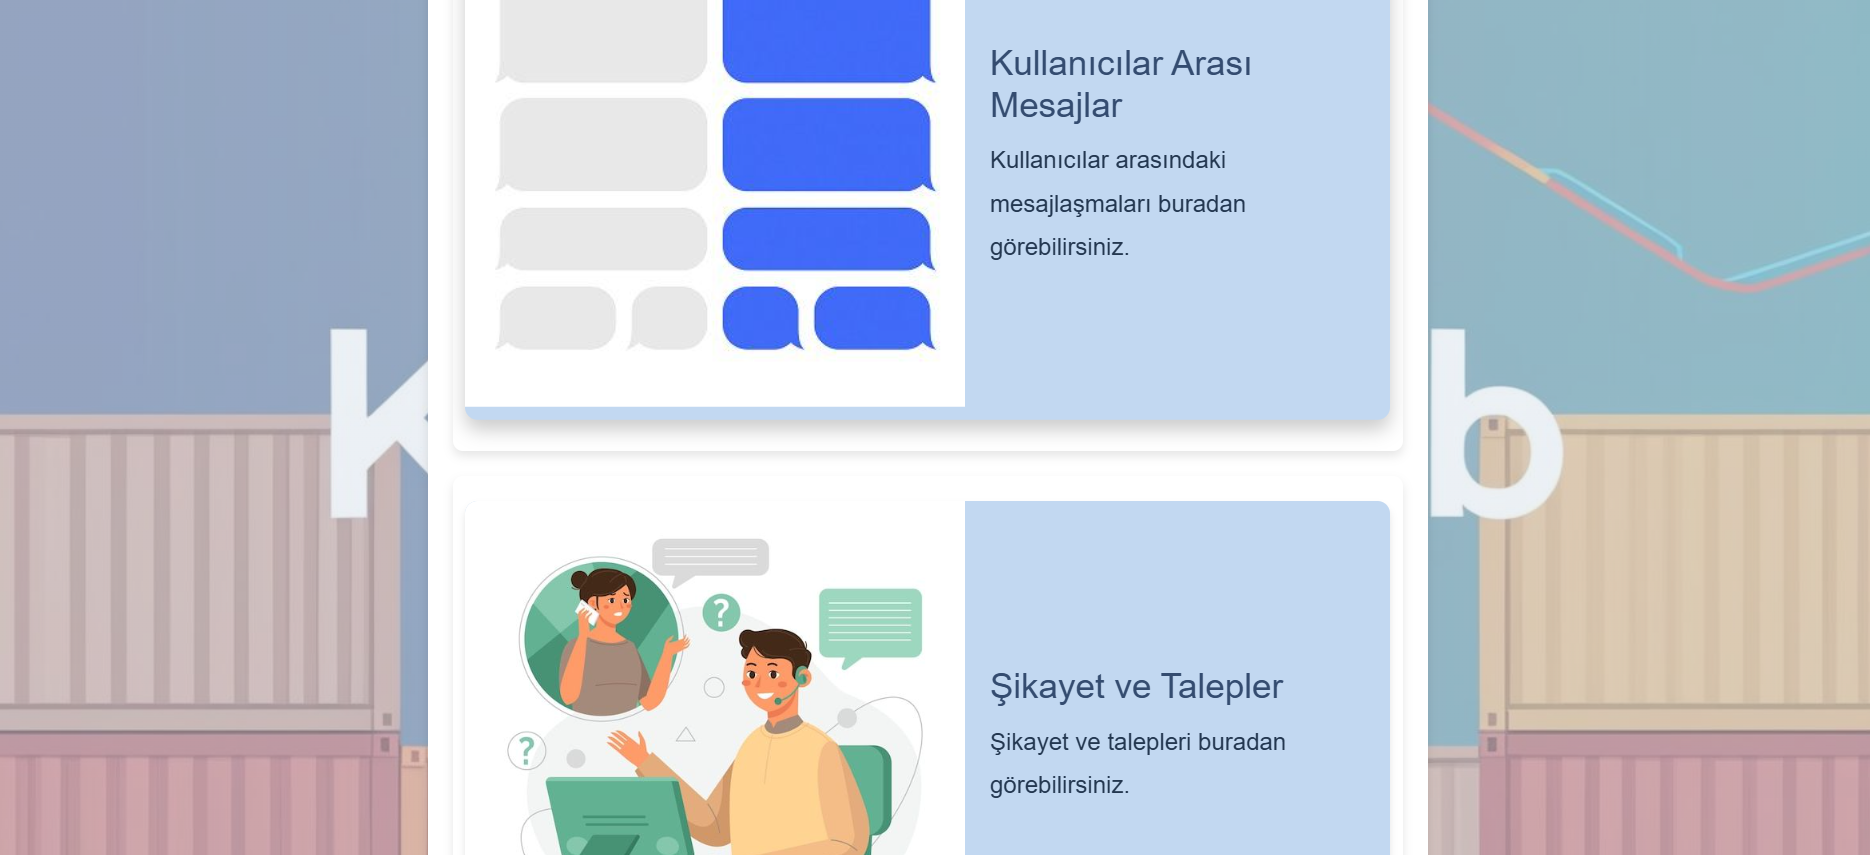 Kullanıcılar Arası
Mesajlar
Kullanıcılar arasındaki
mesajlaşmaları buradan
görebilirsiniz.
K
b
?
Şikayet ve Talepler
Şikayet ve talepleri buradan
görebilirsiniz.
?